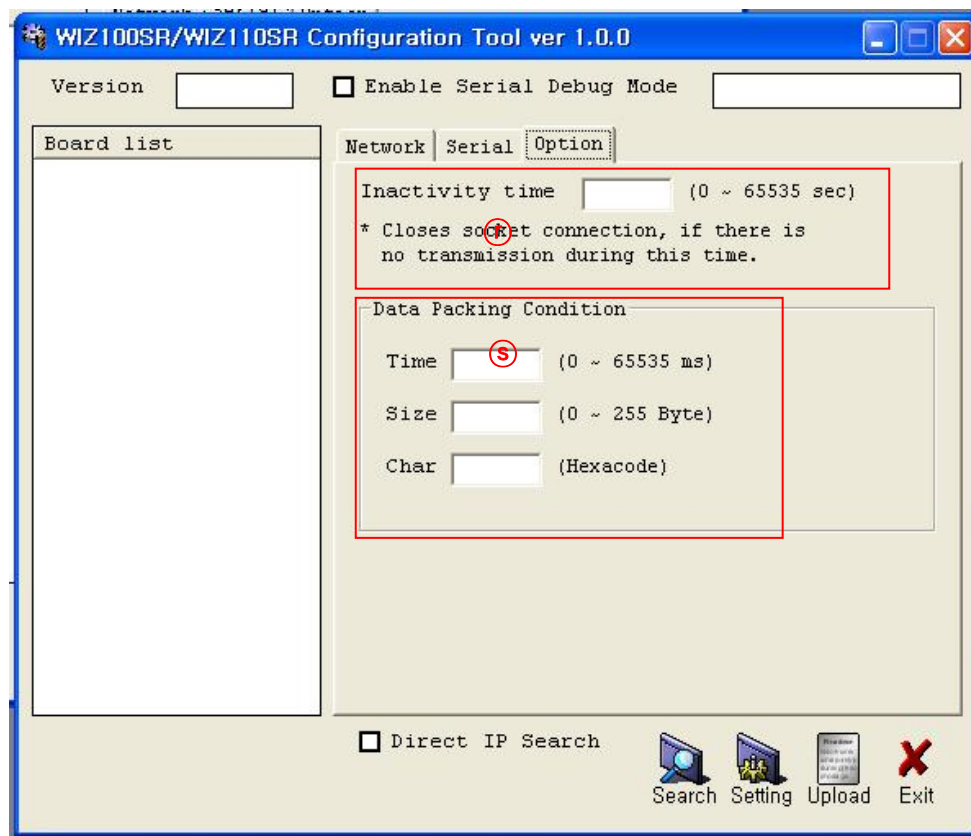 WIZ100SR/WIZ110SR Configuration Tool ver 1.0.0
Version
Enable Serial Debug Mode
Board list
Network Serial Option
Inactivity time (0 ~ 65535 sec)
* Closes socket connection, if there is
no transmission during this time.
ⓡ
Data Packing Condition
ⓢ
Time (0 ~ 65535 ms)
Size (0 ~ 255 Byte)
Char (Hexacode)
Direct IP Search
Search Setting Upload Exit